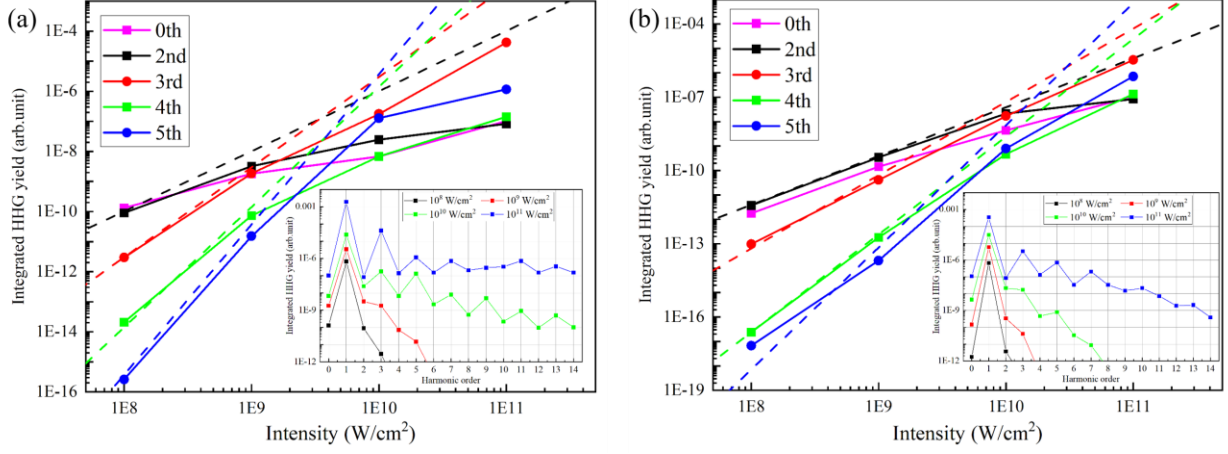 (a)
Integrated HHG yield (arb.unit)
1E-4
1E-6
1E-8
1E-10
1E-12
1E-14
1E-16
0th
2nd
3rd
4th
5th
1E8
1E9
1E10
1E11
Intensity (W/cm²)
Integrated HHG yield (arb.unit)
0.001
1E-6
1E-9
1E-12
10⁸ W/cm² 10⁹ W/cm²
10¹⁰ W/cm² 10¹¹ W/cm²
0 1 2 3 4 5 6 7 8 9 10 11 12 13 14
Harmonic order
(b)
Integrated HHG yield (arb.unit)
1E-04
1E-07
1E-10
1E-13
1E-16
1E-19
0th
2nd
3rd
4th
5th
1E8
1E9
1E10
1E11
Intensity (W/cm²)
Integrated HHG yield (arb.unit)
0.001
1E-6
1E-9
1E-12
10⁸ W/cm² 10⁹ W/cm²
10¹⁰ W/cm² 10¹¹ W/cm²
0 1 2 3 4 5 6 7 8 9 10 11 12 13 14
Harmonic order